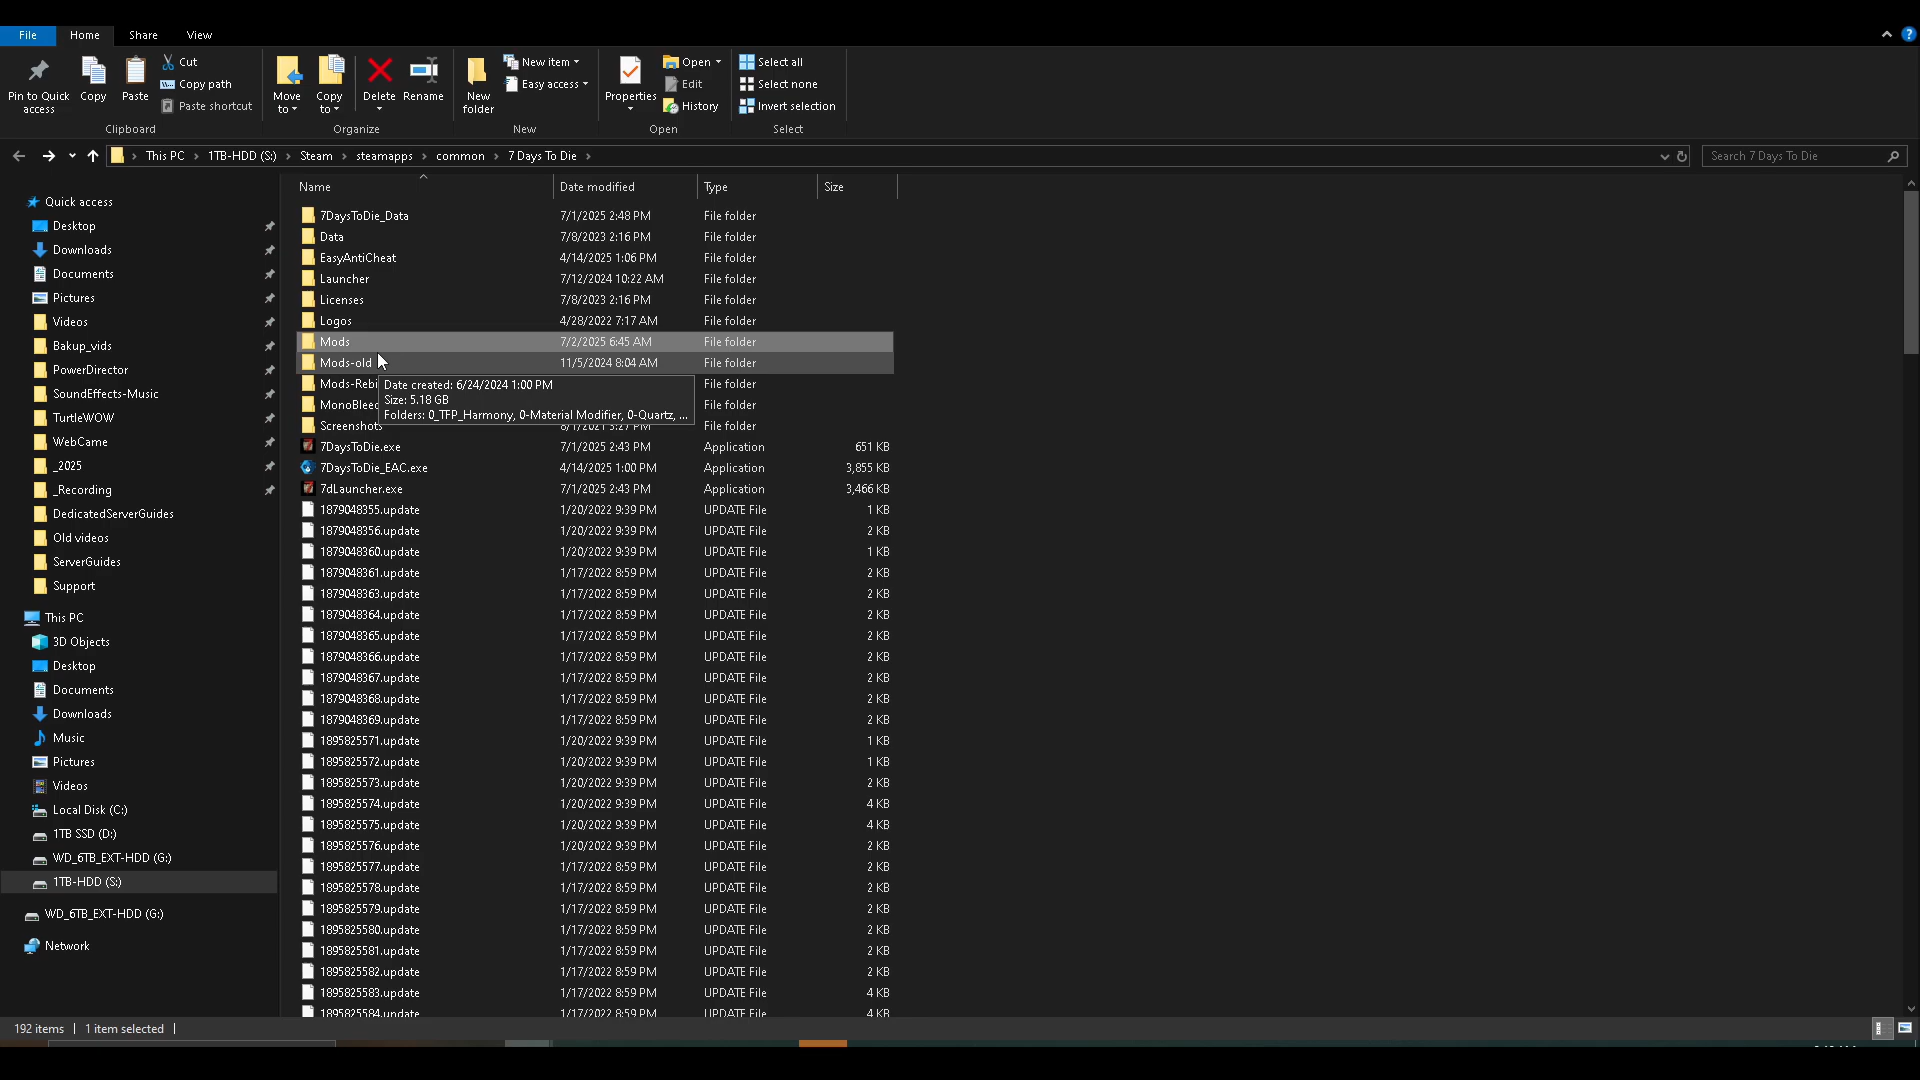 File Home Share View
Pin to Quick access
Copy
Paste
Cut
Copy path
Paste shortcut
Clipboard
Move to
Copy to
Delete
Rename
Organize
New folder
New item
Easy access
New
Properties
Open
Edit
History
Open
Select all
Select none
Invert selection
Select
This PC > 1TB-HDD (S:) > Steam > steamapps > common > 7 Days To Die >
Search 7 Days To Die
Quick access
Desktop
Downloads
Documents
Pictures
Videos
Bakup_vids
PowerDirector
SoundEffects-Music
TurtleWOW
WebCame
_2025
_Recording
DedicatedServerGuides
Old videos
ServerGuides
Support
This PC
3D Objects
Desktop
Documents
Downloads
Music
Pictures
Videos
Local Disk (C:)
1TB SSD (D:)
WD_6TB_EXT-HDD (G:)
1TB-HDD (S:)
WD_6TB_EXT-HDD (G:)
Network
Name Date modified Type Size
7DaysToDie_Data 7/1/2025 2:48 PM File folder
Data 7/8/2023 2:16 PM File folder
EasyAntiCheat 4/14/2025 1:06 PM File folder
Launcher 7/12/2024 10:22 AM File folder
Licenses 7/8/2023 2:16 PM File folder
Logos 4/28/2022 7:17 AM File folder
Mods 7/2/2025 6:45 AM File folder
Mods-old 11/5/2024 8:04 AM File folder
Mods-Rebi File folder
MonoBleed File folder
Screenshots 8/1/2021 3:27 PM File folder
Date created: 6/24/2024 1:00 PM
Size: 5.18 GB
Folders: 0_TFP_Harmony, 0-Material Modifier, 0-Quartz, ...
7DaysToDie.exe 7/1/2025 2:43 PM Application 651 KB
7DaysToDie_EAC.exe 4/14/2025 1:00 PM Application 3,855 KB
7dLauncher.exe 7/1/2025 2:43 PM Application 3,466 KB
1879048355.update 1/20/2022 9:39 PM UPDATE File 1 KB
1879048356.update 1/20/2022 9:39 PM UPDATE File 2 KB
1879048360.update 1/20/2022 9:39 PM UPDATE File 1 KB
1879048361.update 1/17/2022 8:59 PM UPDATE File 2 KB
1879048363.update 1/17/2022 8:59 PM UPDATE File 2 KB
1879048364.update 1/17/2022 8:59 PM UPDATE File 2 KB
1879048365.update 1/17/2022 8:59 PM UPDATE File 2 KB
1879048366.update 1/17/2022 8:59 PM UPDATE File 2 KB
1879048367.update 1/17/2022 8:59 PM UPDATE File 2 KB
1879048368.update 1/17/2022 8:59 PM UPDATE File 2 KB
1879048369.update 1/17/2022 8:59 PM UPDATE File 2 KB
1895825571.update 1/20/2022 9:39 PM UPDATE File 1 KB
1895825572.update 1/20/2022 9:39 PM UPDATE File 1 KB
1895825573.update 1/20/2022 9:39 PM UPDATE File 2 KB
1895825574.update 1/20/2022 9:39 PM UPDATE File 4 KB
1895825575.update 1/20/2022 9:39 PM UPDATE File 4 KB
1895825576.update 1/20/2022 9:39 PM UPDATE File 2 KB
1895825577.update 1/17/2022 8:59 PM UPDATE File 2 KB
1895825578.update 1/17/2022 8:59 PM UPDATE File 2 KB
1895825579.update 1/17/2022 8:59 PM UPDATE File 2 KB
1895825580.update 1/17/2022 8:59 PM UPDATE File 2 KB
1895825581.update 1/17/2022 8:59 PM UPDATE File 2 KB
1895825582.update 1/17/2022 8:59 PM UPDATE File 2 KB
1895825583.update 1/17/2022 8:59 PM UPDATE File 4 KB
1895825584.update 1/17/2022 8:59 PM UPDATE File 4 KB
192 items 1 item selected